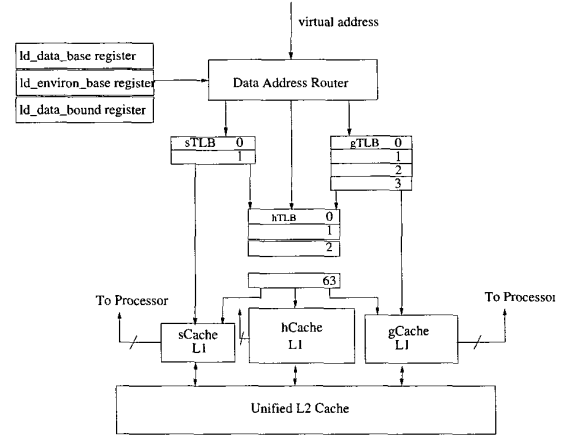 virtual address
ld_data_base register
ld_environ_base register
ld_data_bound register
Data Address Router
sTLB 0
1
gTLB 0
1
2
3
hTLB 0
1
2
63
To Processor
To Processor
sCache
L1
hCache
L1
gCache
L1
Unified L2 Cache